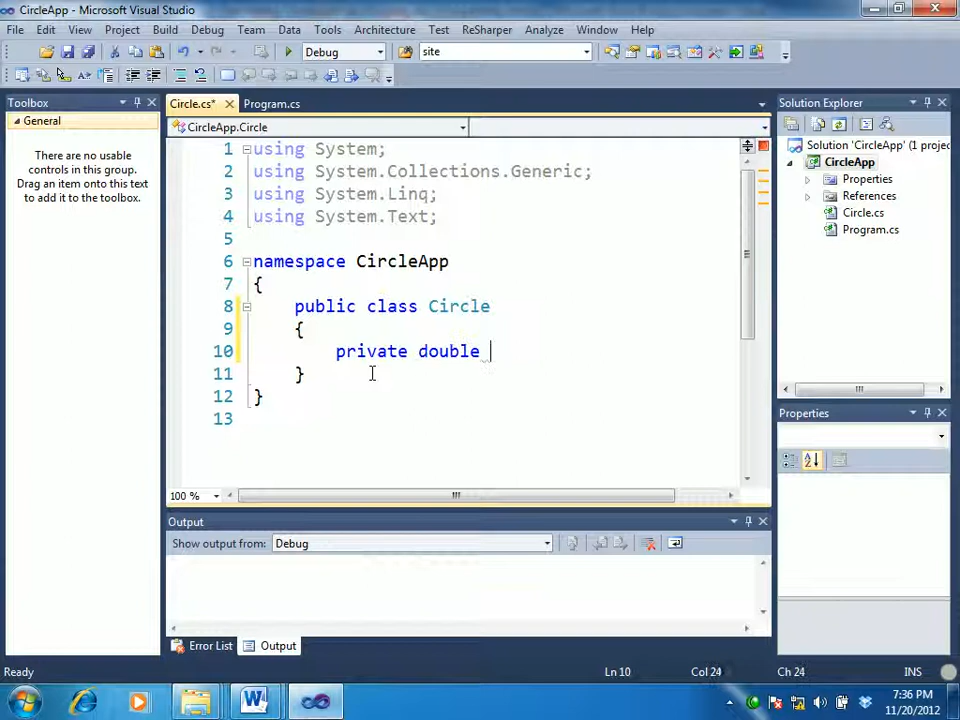 CircleApp - Microsoft Visual Studio
File Edit View Project Build Debug Team Data Tools Architecture Test ReSharper Analyze Window Help
Debug site
Toolbox
General
There are no usable
controls in this group.
Drag an item onto this text
to add it to the toolbox.
Circle.cs* Program.cs
CircleApp.Circle
1 using System;
2 using System.Collections.Generic;
3 using System.Linq;
4 using System.Text;
5
6 namespace CircleApp
7 {
8 public class Circle
9 {
10 private double
11 }
12 }
13
100 %
Output
Show output from: Debug
Error List Output
Solution Explorer
Solution 'CircleApp' (1 projec
CircleApp
Properties
References
Circle.cs
Program.cs
Properties
Ready Ln 10 Col 24 Ch 24 INS
7:36 PM
11/20/2012